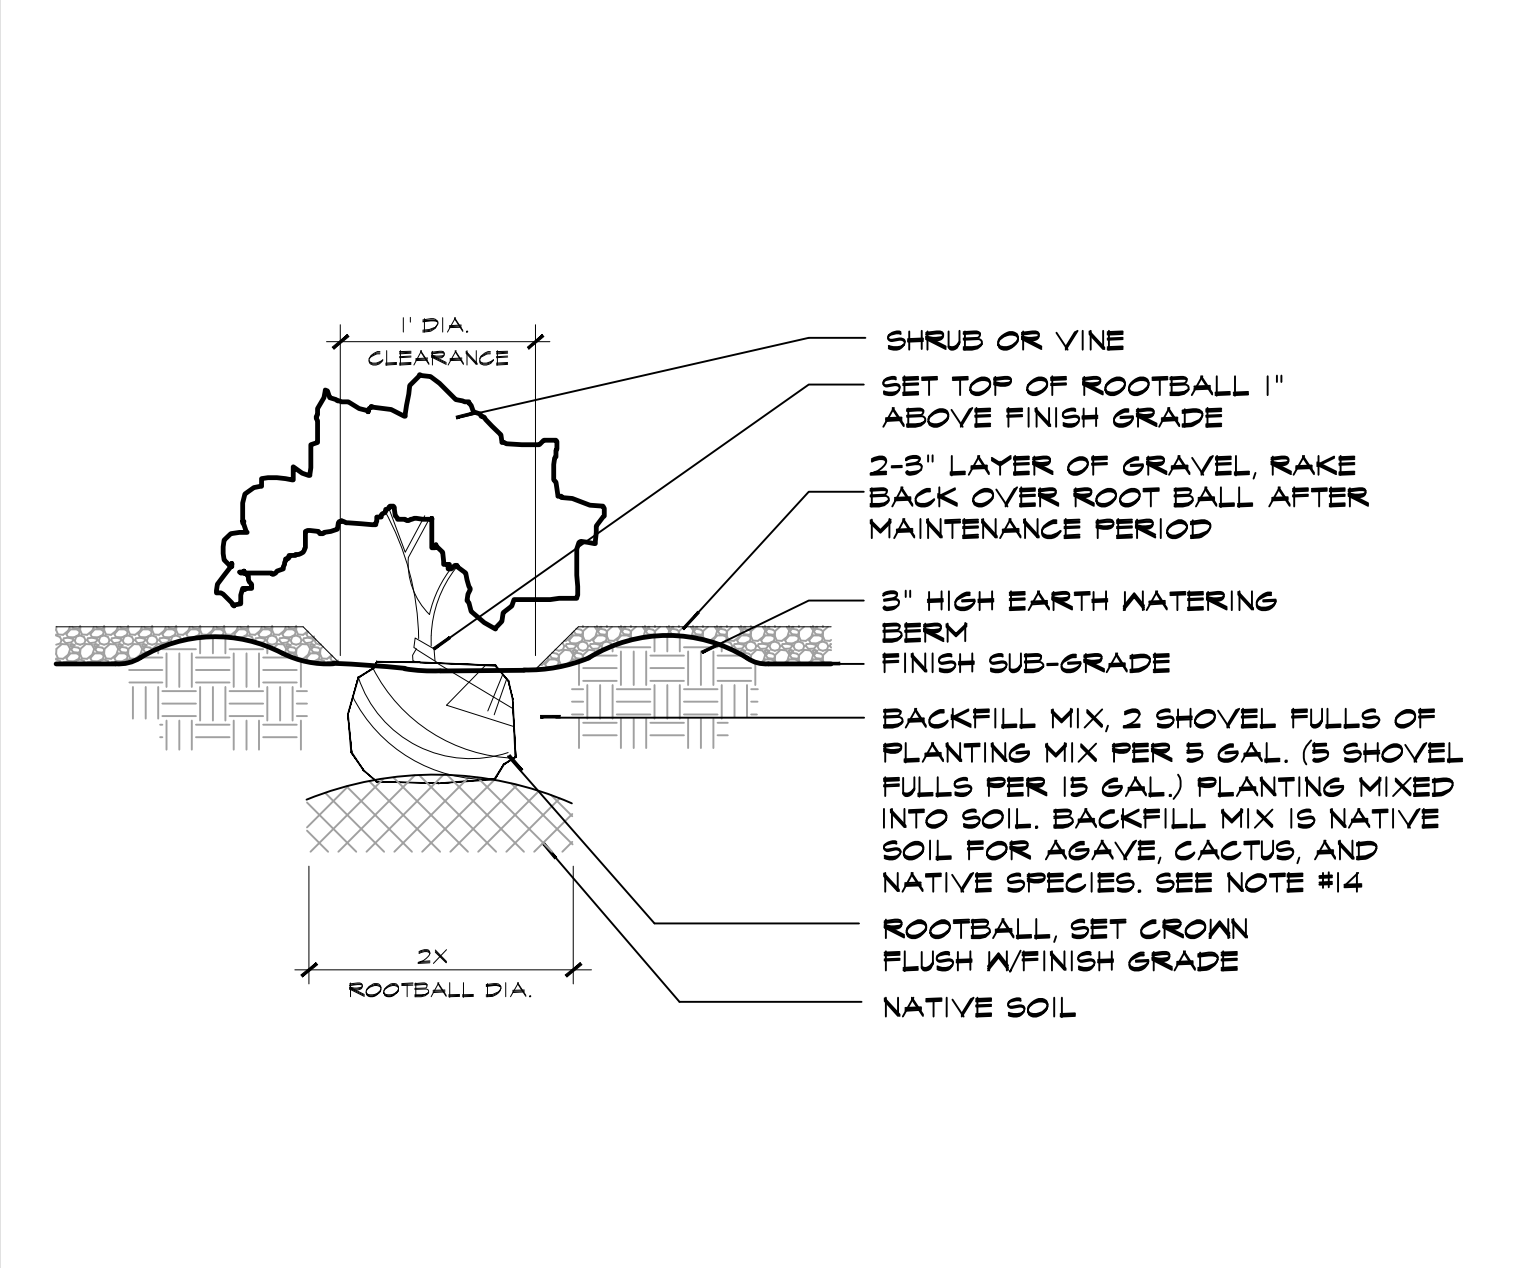 1' DIA.
CLEARANCE
SHRUB OR VINE
SET TOP OF ROOTBALL 1"
ABOVE FINISH GRADE
2-3" LAYER OF GRAVEL, RAKE
BACK OVER ROOT BALL AFTER
MAINTENANCE PERIOD
3" HIGH EARTH WATERING
BERM
FINISH SUB-GRADE
BACKFILL MIX, 2 SHOVEL FULLS OF
PLANTING MIX PER 5 GAL. (5 SHOVEL
FULLS PER 15 GAL.) PLANTING MIXED
INTO SOIL. BACKFILL MIX IS NATIVE
SOIL FOR AGAVE, CACTUS, AND
NATIVE SPECIES. SEE NOTE #14
ROOTBALL, SET CROWN
FLUSH W/FINISH GRADE
2X
ROOTBALL DIA.
NATIVE SOIL